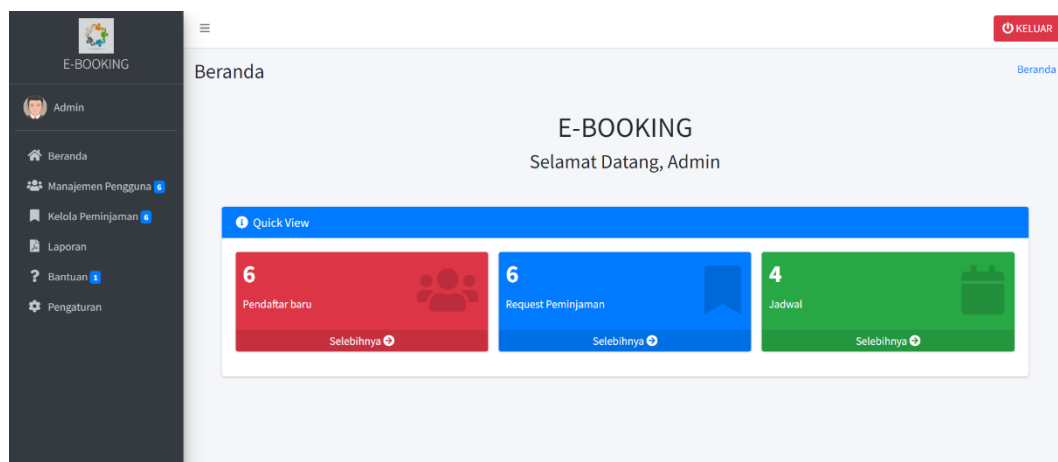 E-BOOKING
Admin
Beranda
Manajemen Pengguna 6
Kelola Peminjaman 6
Laporan
Bantuan 1
Pengaturan
KELUAR
Beranda
Beranda
E-BOOKING
Selamat Datang, Admin
Quick View
6
Pendaftar baru
Selebihnya
6
Request Peminjaman
Selebihnya
4
Jadwal
Selebihnya